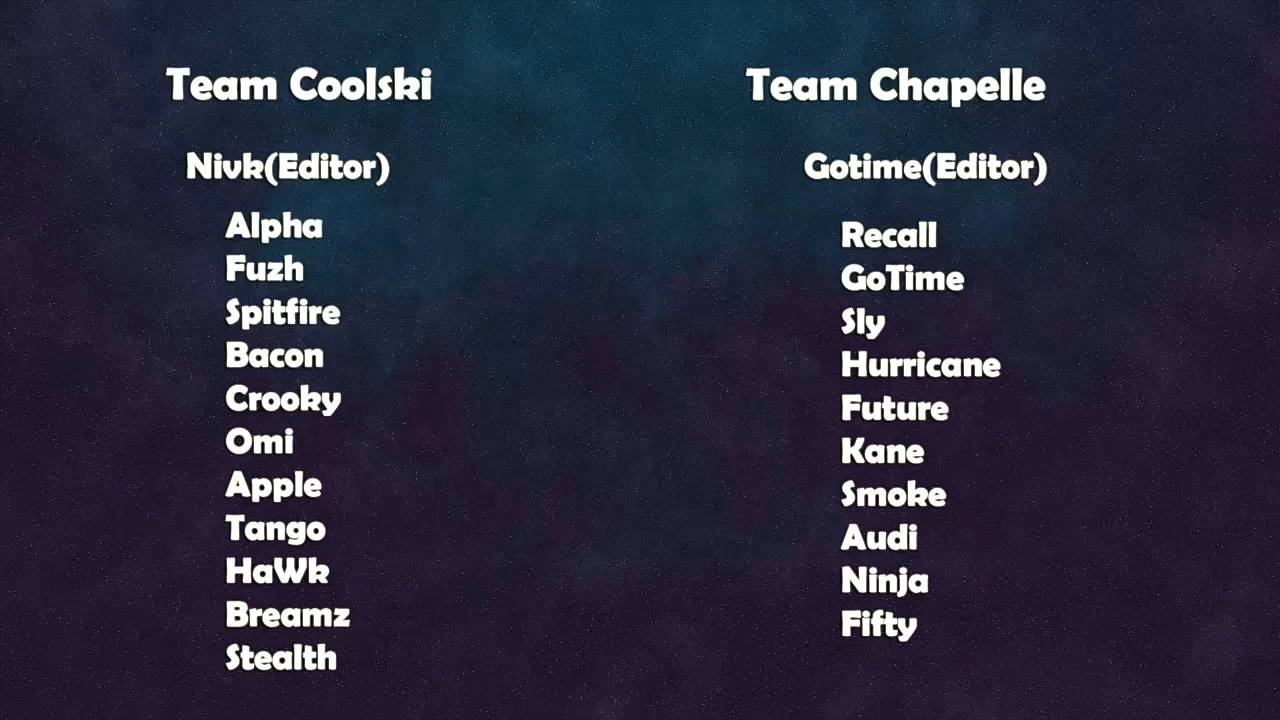 Team Coolski
Nivk(Editor)
Alpha
Fuzh
Spitfire
Bacon
Crooky
Omi
Apple
Tango
HaWk
Breamz
Stealth
Team Chapelle
Gotime(Editor)
Recall
GoTime
Sly
Hurricane
Future
Kane
Smoke
Audi
Ninja
Fifty